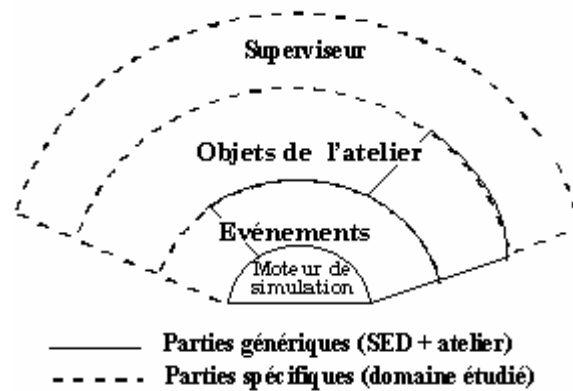 Superviseur
Objets de l'atelier
Evénements
Moteur de
simulation
Parties génériques (SED + atelier)
Parties spécifiques (domaine étudié)